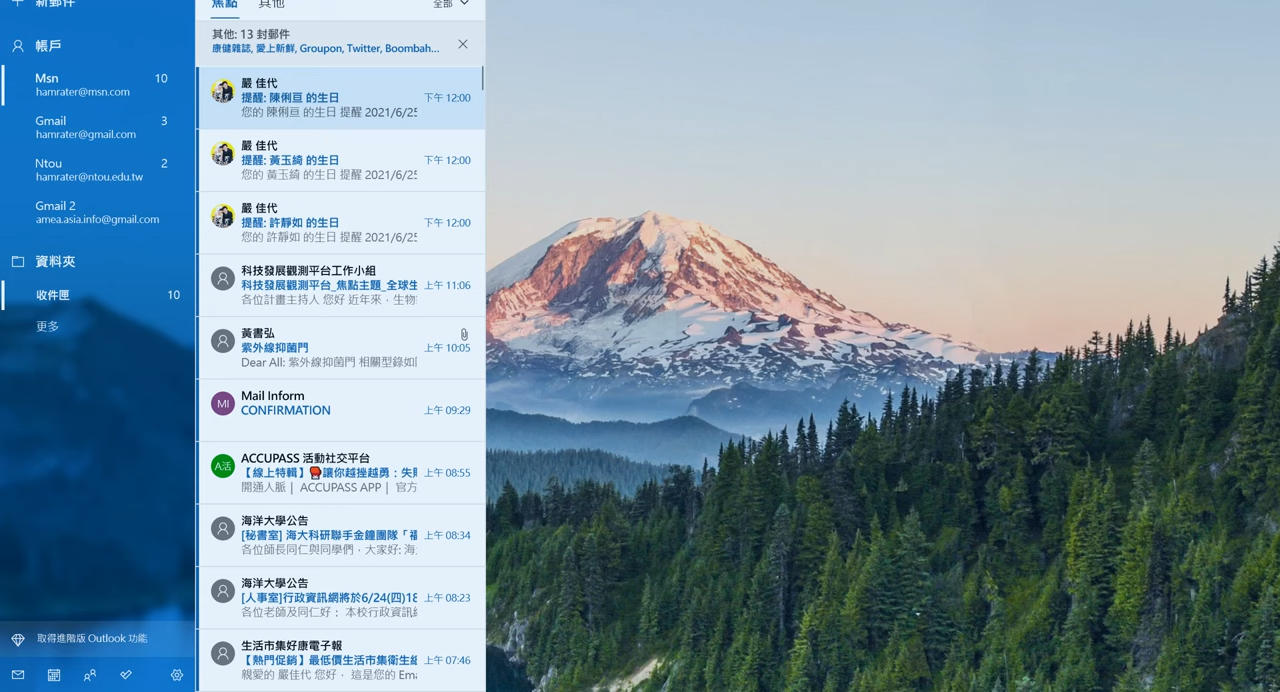 新郵件
帳戶
Msn 10
hamrater@msn.com
Gmail 3
hamrater@gmail.com
Ntou 2
hamrater@ntou.edu.tw
Gmail 2
amea.asia.info@gmail.com
資料夾
收件匣 10
更多
取得進階版 Outlook 功能
焦點 其他 全部
其他: 13 封郵件
康健雜誌, 愛上新鮮, Groupon, Twitter, Boombah...
嚴 佳代
提醒: 陳俐亘 的生日 下午 12:00
您的 陳俐亘 的生日 提醒 2021/6/25
嚴 佳代
提醒: 黃玉綺 的生日 下午 12:00
您的 黃玉綺 的生日 提醒 2021/6/25
嚴 佳代
提醒: 許靜如 的生日 下午 12:00
您的 許靜如 的生日 提醒 2021/6/25
科技發展觀測平台工作小組
科技發展觀測平台_焦點主題_全球生 上午 11:06
各位計畫主持人 您好 近年來，生物
黃書弘
紫外線抑菌門 上午 10:05
Dear All: 紫外線抑菌門 相關型錄如
MI
Mail Inform
CONFIRMATION 上午 09:29
A活
ACCUPASS 活動社交平台
【線上特輯】🥊讓你越挫越勇：失敗 上午 08:55
開通人脈｜ ACCUPASS APP｜ 官方
海洋大學公告
[秘書室] 海大科研聯手金鐘團隊「福 上午 08:34
各位師長同仁與同學們，大家好: 海
海洋大學公告
[人事室]行政資訊網將於6/24(四)18 上午 08:23
各位老師及同仁好： 本校行政資訊網
生活市集好康電子報
【熱門促銷】最低價生活市集衛生紙 上午 07:46
親愛的 嚴佳代 您好， 這是您的 Ema